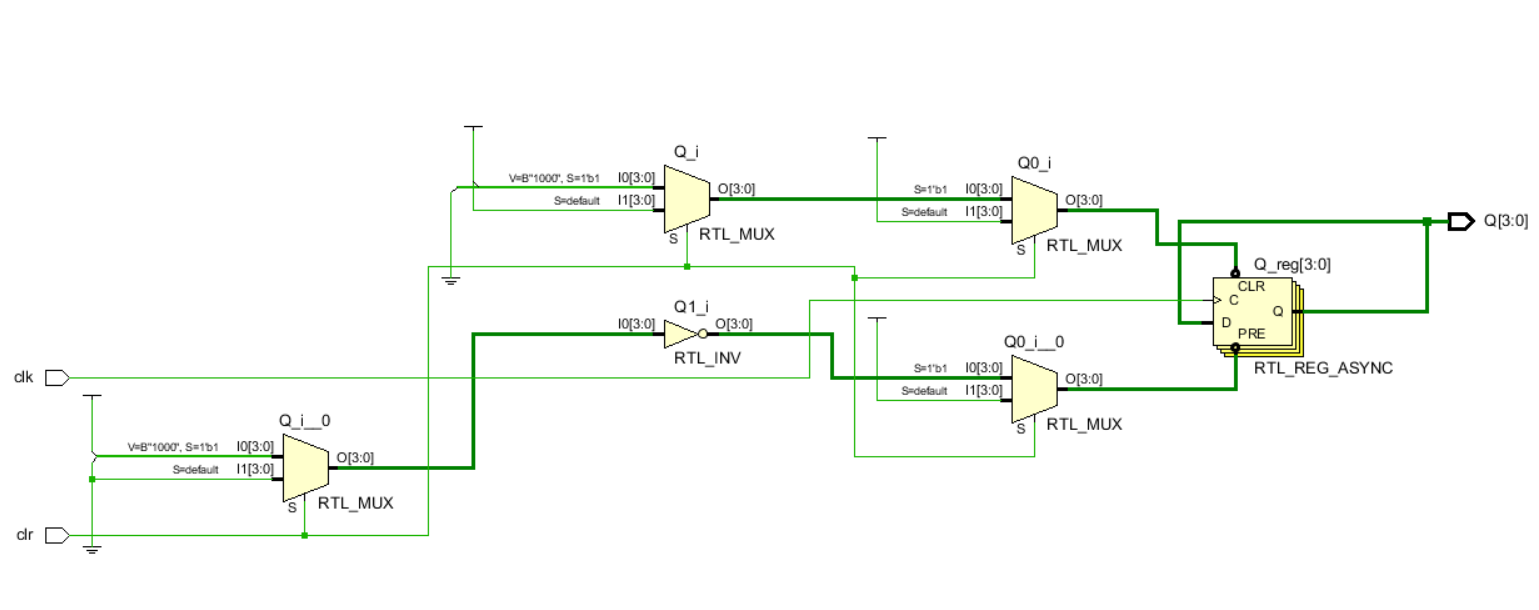 Q_i
V=B"1000", S=1'b1 I0[3:0] O[3:0]
S=default I1[3:0]
S RTL_MUX
Q0_i
S=1'b1 I0[3:0] O[3:0]
S=default I1[3:0]
S RTL_MUX
Q[3:0]
Q_reg[3:0]
CLR
C
Q
D
PRE
RTL_REG_ASYNC
Q1_i
I0[3:0] O[3:0]
RTL_INV
Q0_i__0
S=1'b1 I0[3:0] O[3:0]
S=default I1[3:0]
S RTL_MUX
clk
Q_i__0
V=B"1000", S=1'b1 I0[3:0] O[3:0]
S=default I1[3:0]
S RTL_MUX
clr